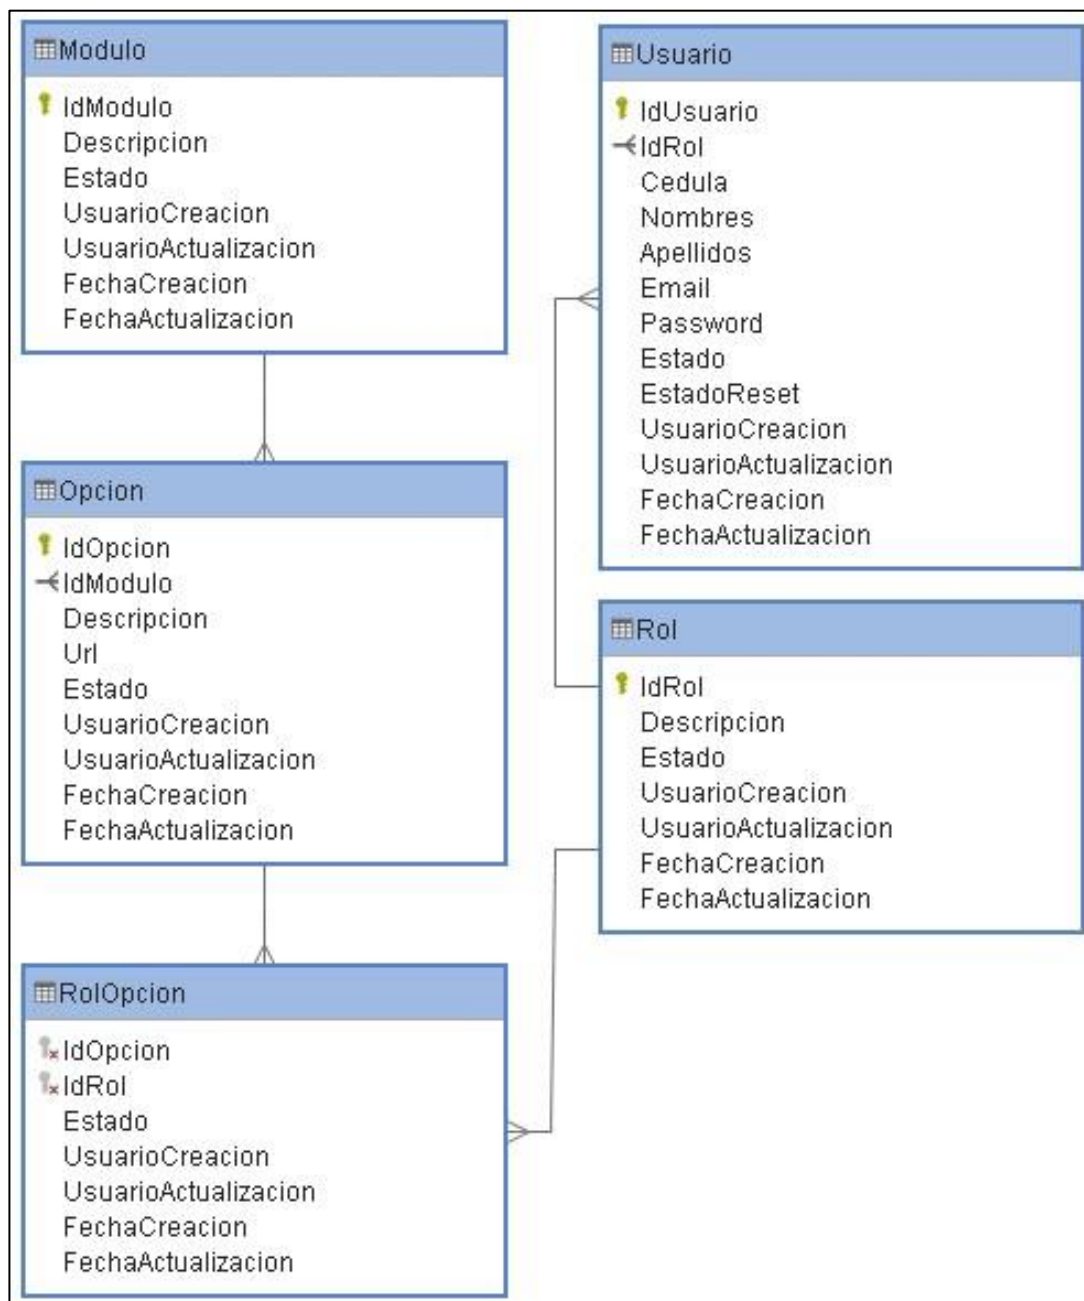 Modulo
IdModulo
Descripcion
Estado
UsuarioCreacion
UsuarioActualizacion
FechaCreacion
FechaActualizacion
Opcion
IdOpcion
IdModulo
Descripcion
Url
Estado
UsuarioCreacion
UsuarioActualizacion
FechaCreacion
FechaActualizacion
RolOpcion
IdOpcion
IdRol
Estado
UsuarioCreacion
UsuarioActualizacion
FechaCreacion
FechaActualizacion
Usuario
IdUsuario
IdRol
Cedula
Nombres
Apellidos
Email
Password
Estado
EstadoReset
UsuarioCreacion
UsuarioActualizacion
FechaCreacion
FechaActualizacion
Rol
IdRol
Descripcion
Estado
UsuarioCreacion
UsuarioActualizacion
FechaCreacion
FechaActualizacion